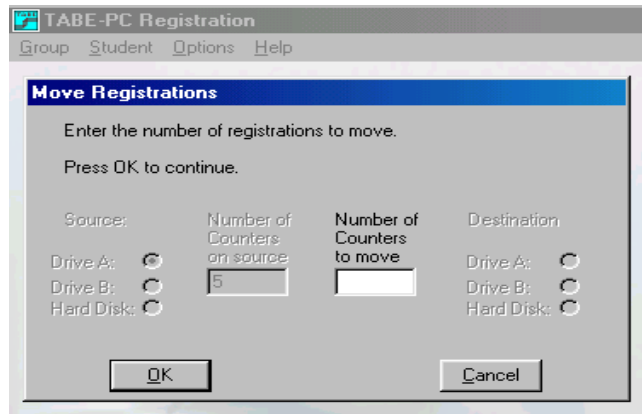 TABE-PC Registration
Group Student Options Help
Move Registrations
Enter the number of registrations to move.
Press OK to continue.
Source:
Drive A:
Drive B:
Hard Disk:
Number of
Counters
on source
5
Number of
Counters
to move
Destination
Drive A:
Drive B:
Hard Disk:
OK
Cancel